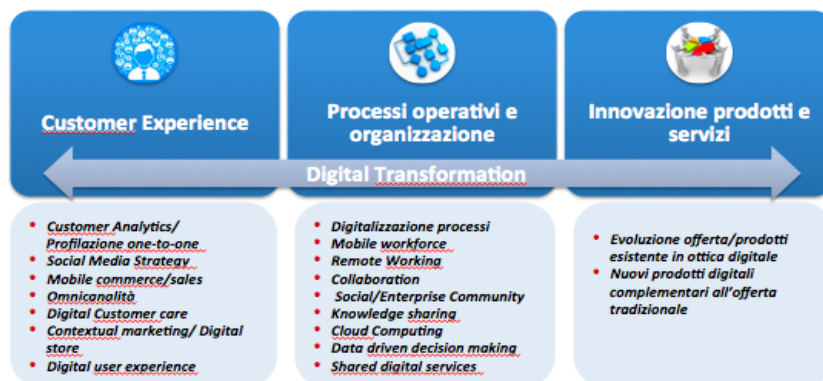 Customer Experience
Processi operativi e
organizzazione
Innovazione prodotti e
servizi
Digital Transformation
• Customer Analytics/
Profilazione one-to-one
• Social Media Strategy
• Mobile commerce/sales
• Omnicanalità
• Digital Customer care
• Contextual marketing/ Digital
store
• Digital user experience
• Digitalizzazione processi
• Mobile workforce
• Remote Working
• Collaboration
• Social/Enterprise Community
• Knowledge sharing
• Cloud Computing
• Data driven decision making
• Shared digital services
• Evoluzione offerta/prodotti
esistente in ottica digitale
• Nuovi prodotti digitali
complementari all'offerta
tradizionale